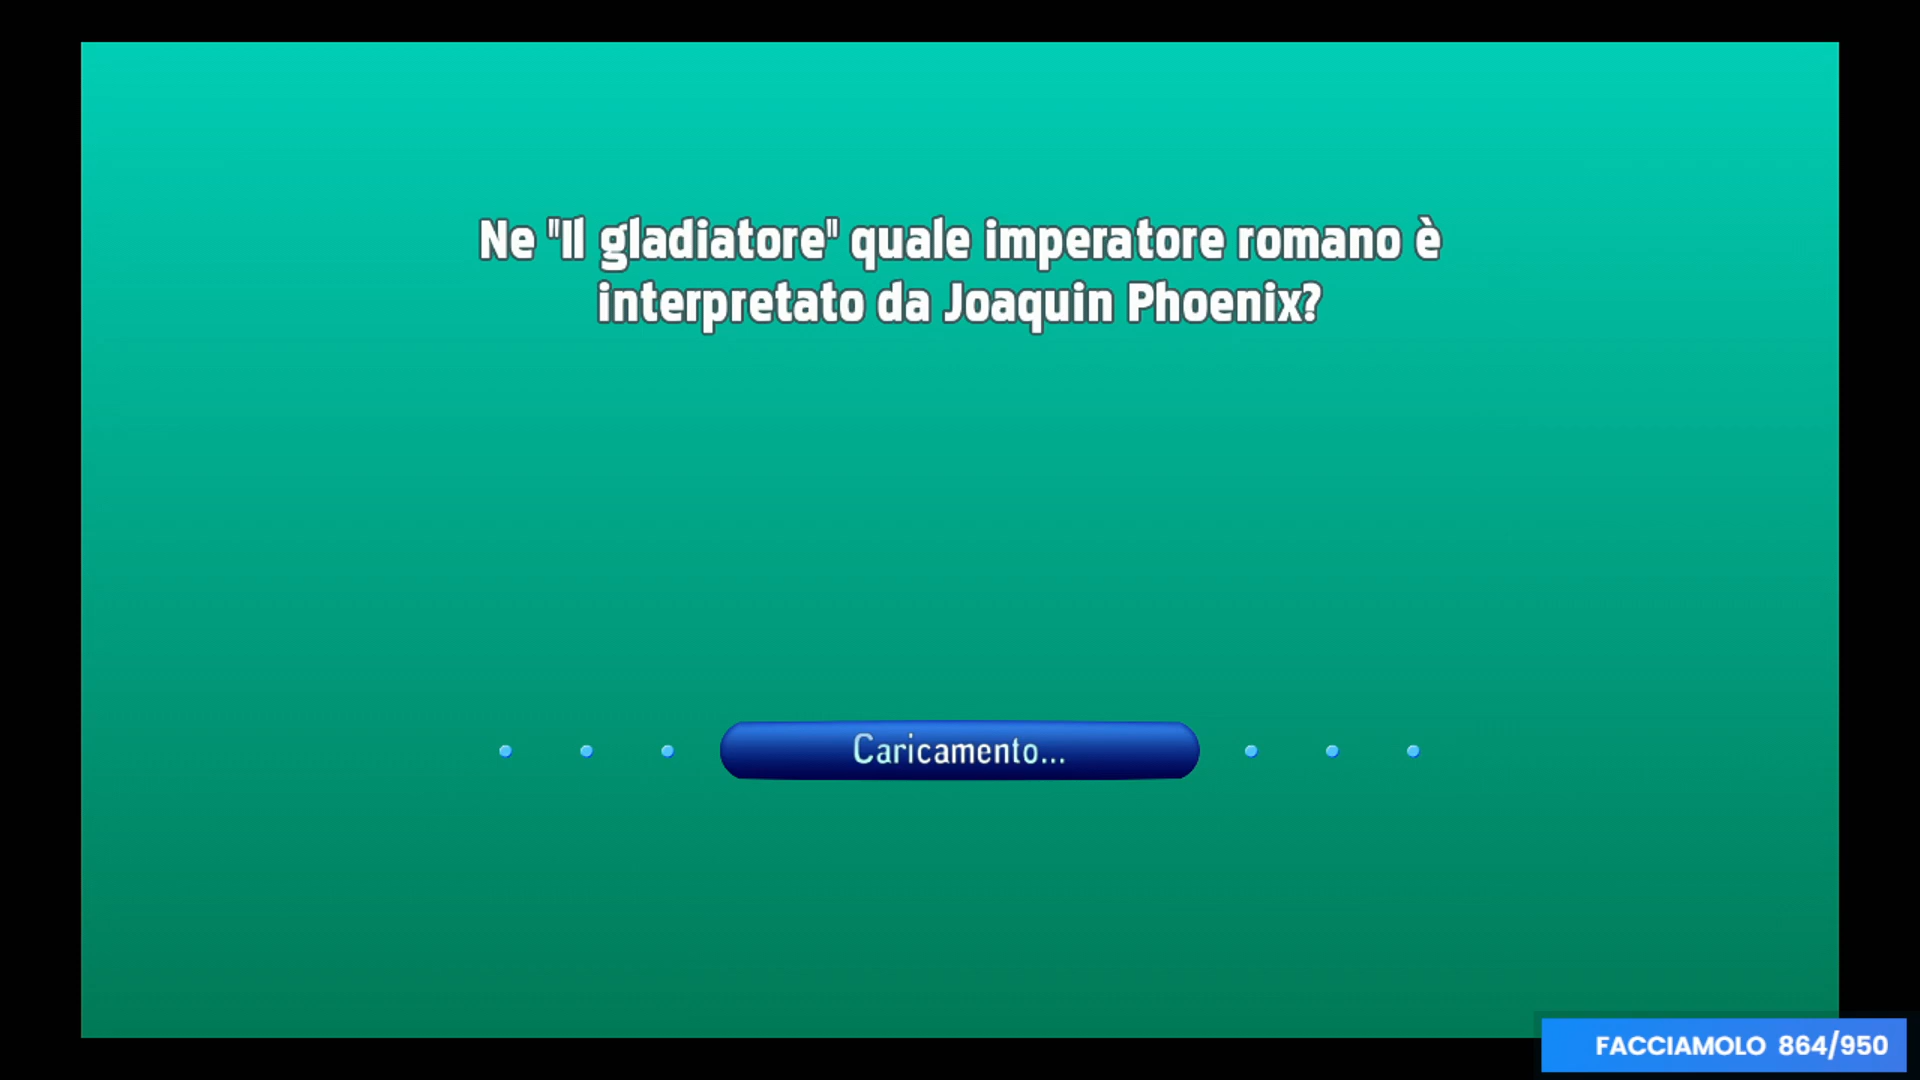 Ne "Il gladiatore" quale imperatore romano è
interpretato da Joaquin Phoenix?
Caricamento...
FACCIAMOLO 864/950